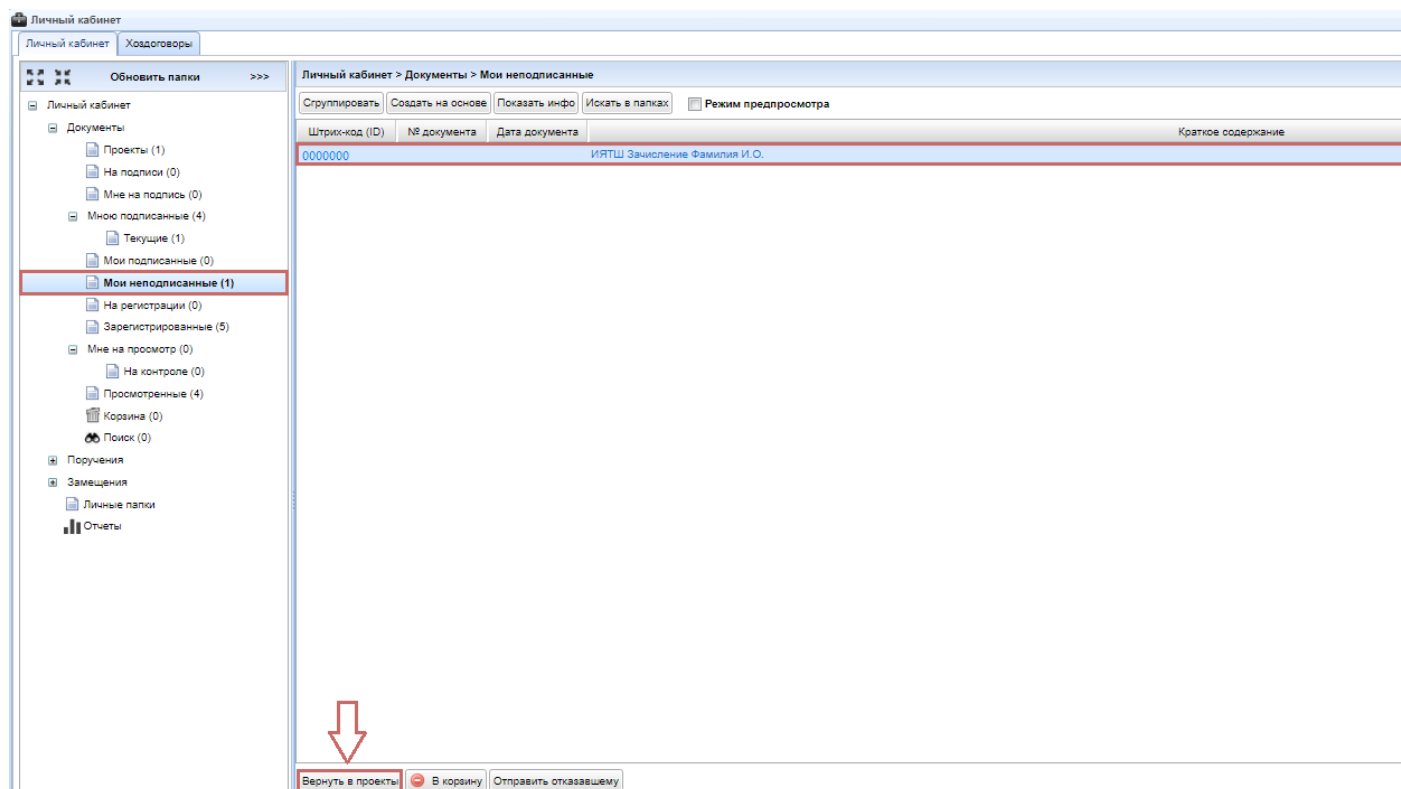 Личный кабинет
Личный кабинет Хоздоговоры
Обновить папки >>>
Личный кабинет
Документы
Проекты (1)
На подписи (0)
Мне на подпись (0)
Мною подписанные (4)
Текущие (1)
Мои подписанные (0)
Мои неподписанные (1)
На регистрации (0)
Зарегистрированные (5)
Мне на просмотр (0)
На контроле (0)
Просмотренные (4)
Корзина (0)
Поиск (0)
Поручения
Замещения
Личные папки
Отчеты
Личный кабинет > Документы > Мои неподписанные
Сгруппировать Создать на основе Показать инфо Искать в папках Режим предпросмотра
Штрих-код (ID) № документа Дата документа Краткое содержание
0000000 ИЯТШ Зачисление Фамилия И.О.
Вернуть в проекты В корзину Отправить отказавшему